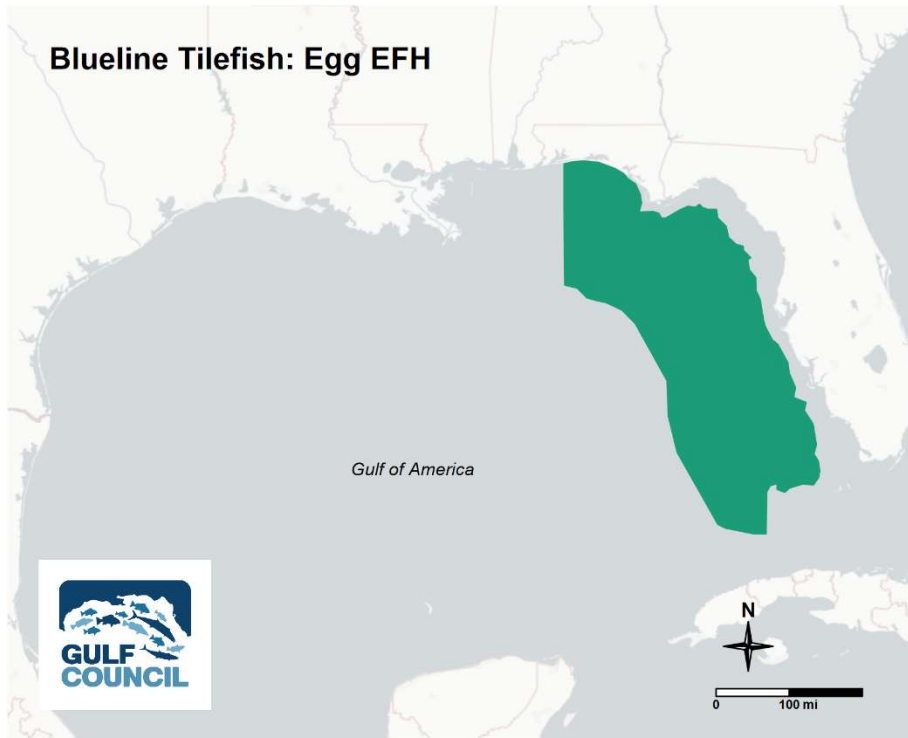 Blueline Tilefish: Egg EFH
Gulf of America
GULF
COUNCIL
N
0 100 mi